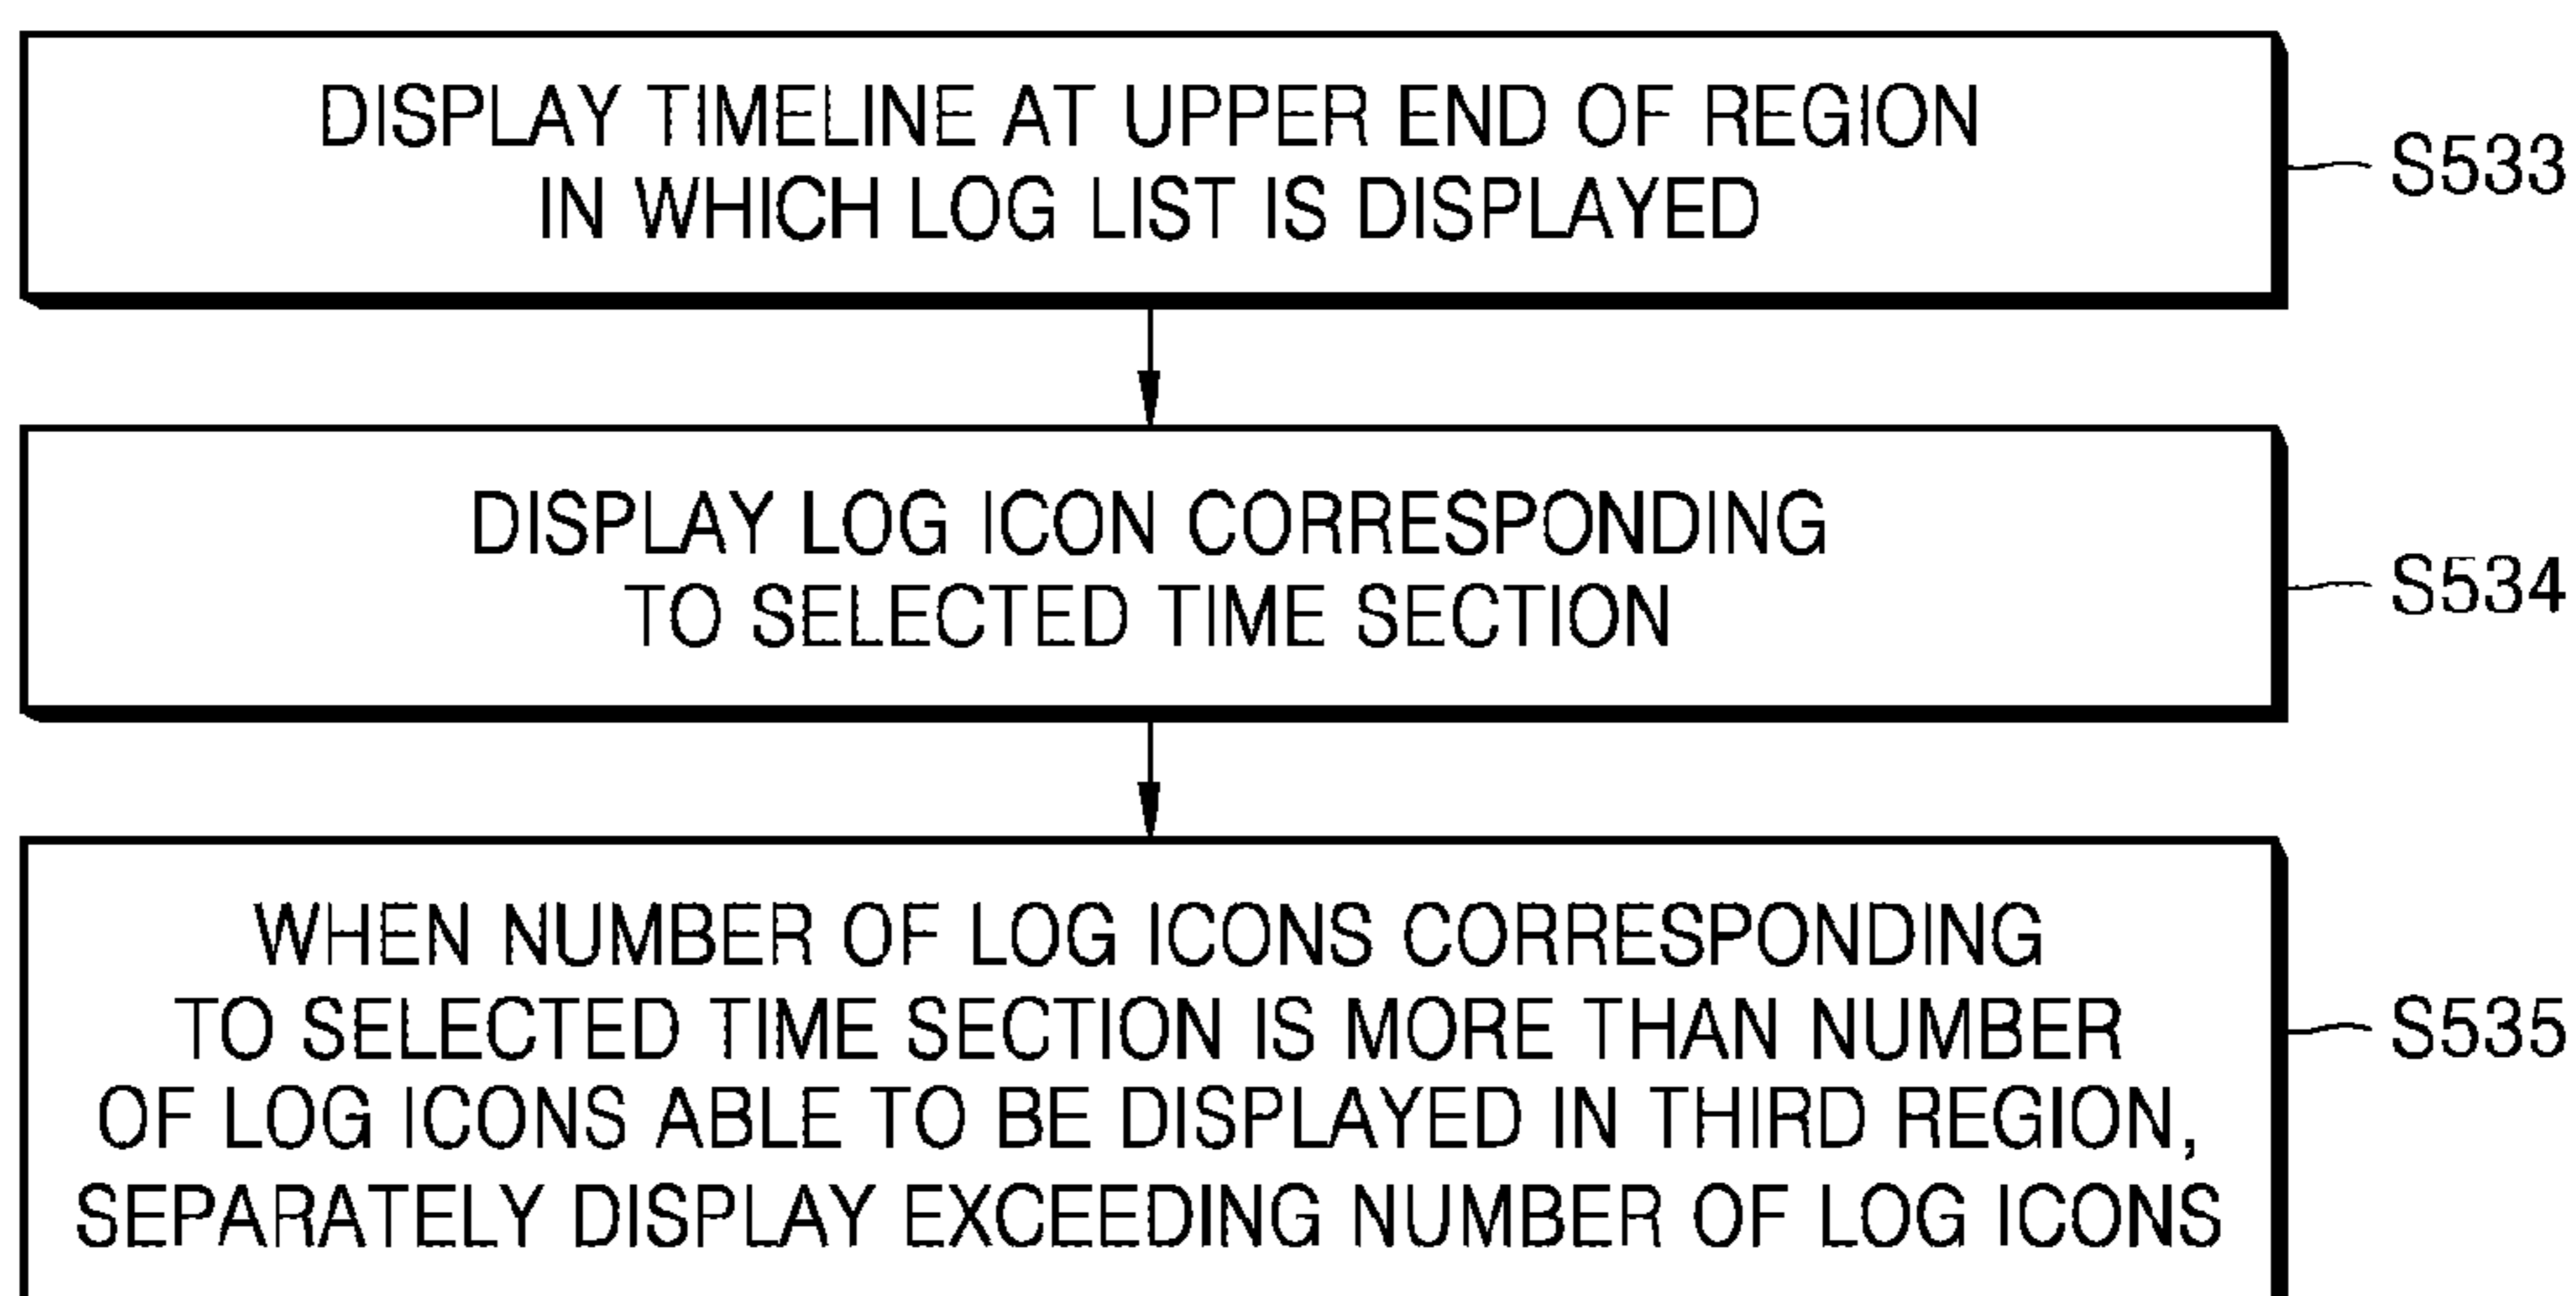 DISPLAY TIMELINE AT UPPER END OF REGION
IN WHICH LOG LIST IS DISPLAYED
S533
DISPLAY LOG ICON CORRESPONDING
TO SELECTED TIME SECTION
S534
WHEN NUMBER OF LOG ICONS CORRESPONDING
TO SELECTED TIME SECTION IS MORE THAN NUMBER
OF LOG ICONS ABLE TO BE DISPLAYED IN THIRD REGION,
SEPARATELY DISPLAY EXCEEDING NUMBER OF LOG ICONS
S535